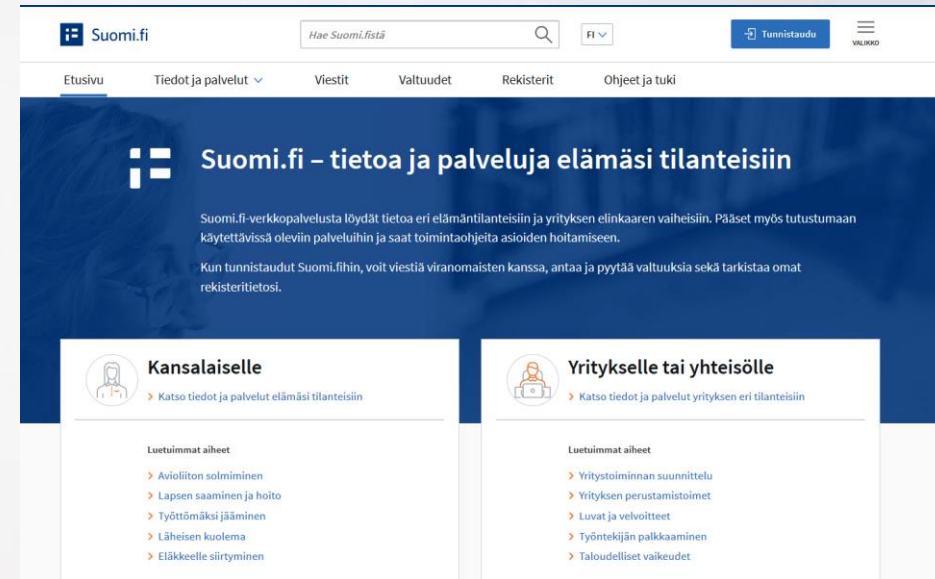 Suomi.fi
Hae Suomi.fistä
FI
Tunnistaudu
VALIKKO
Etusivu
Tiedot ja palvelut
Viestit
Valtuudet
Rekisterit
Ohjeet ja tuki
Suomi.fi – tietoa ja palveluja elämäsi tilanteisiin
Suomi.fi-verkkopalvelusta löydät tietoa eri elämäntilanteisiin ja yrityksen elinkaaren vaiheisiin. Pääset myös tutustumaan
käytettävissä oleviin palveluihin ja saat toimintaohjeita asioiden hoitamiseen.
Kun tunnistaudut Suomi.fihin, voit viestiä viranomaisten kanssa, antaa ja pyytää valtuuksia sekä tarkistaa omat
rekisteritietosi.
Kansalaiselle
Katso tiedot ja palvelut elämäsi tilanteisiin
Luetuimmat aiheet
Avioliiton solmiminen
Lapsen saaminen ja hoito
Työttömäksi jääminen
Läheisen kuolema
Eläkkeelle siirtyminen
Yritykselle tai yhteisölle
Katso tiedot ja palvelut yrityksen eri tilanteisiin
Luetuimmat aiheet
Yritystoiminnan suunnittelu
Yrityksen perustamistoimet
Luvat ja velvoitteet
Työntekijän palkkaaminen
Taloudelliset vaikeudet